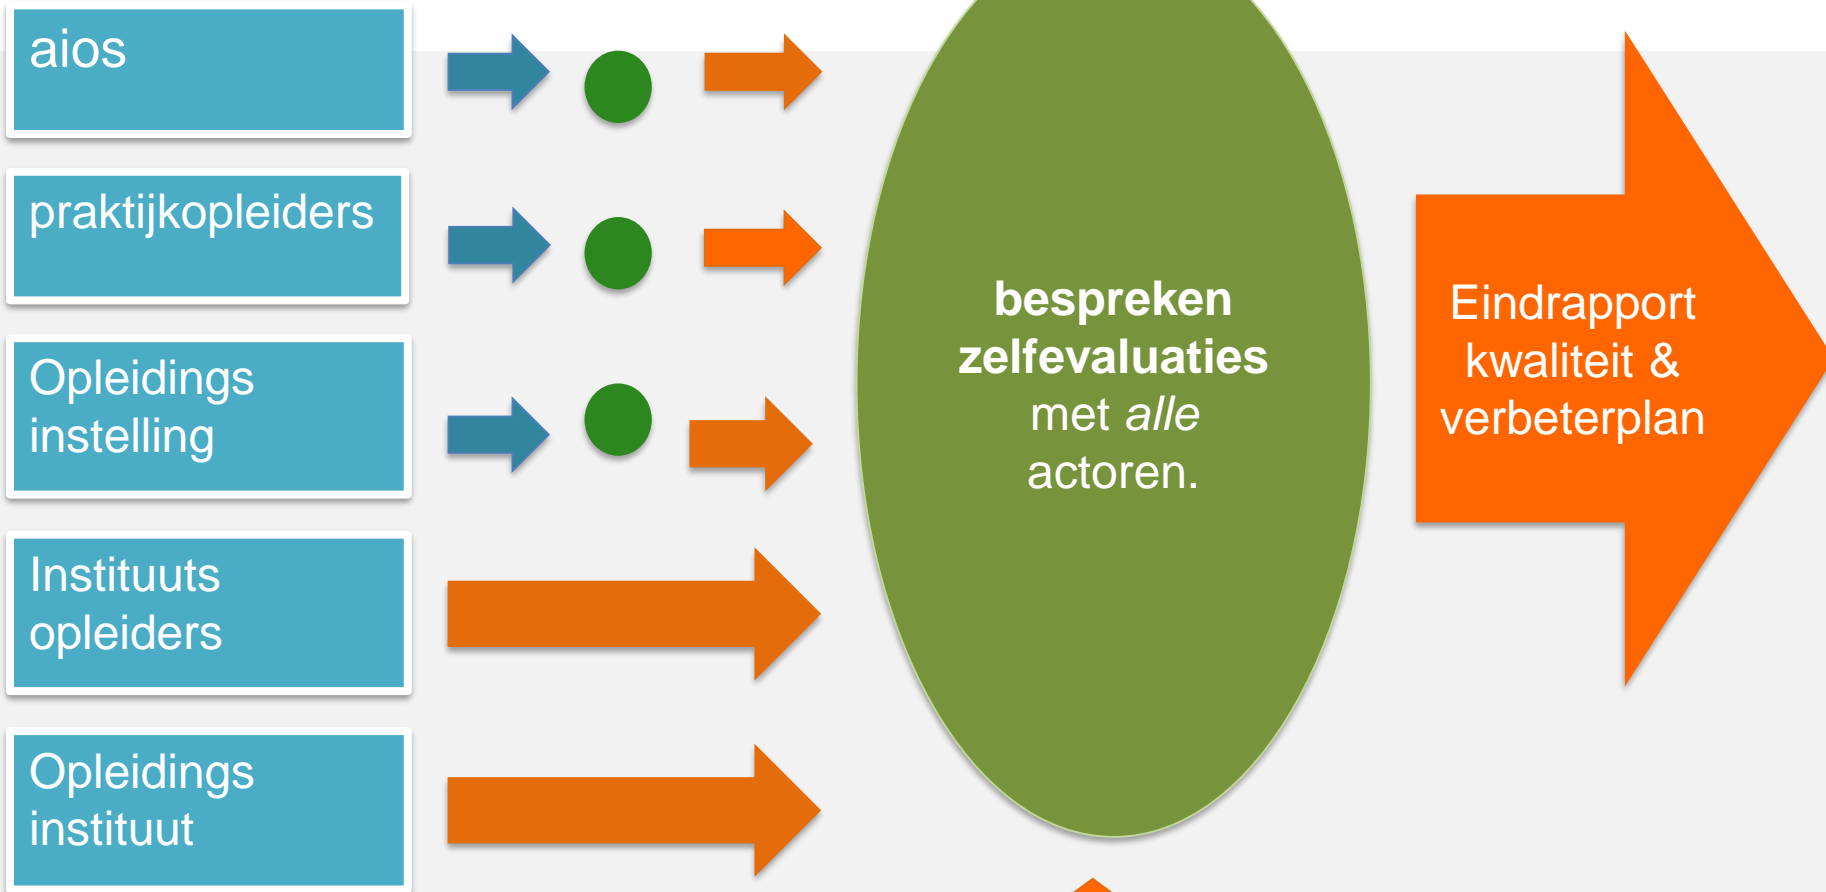 aios
praktijkopleiders
Opleidings
instelling
Instituuts
opleiders
Opleidings
instituut
bespreken
zelfevaluaties
met alle
actoren.
Eindrapport
kwaliteit &
verbeterplan